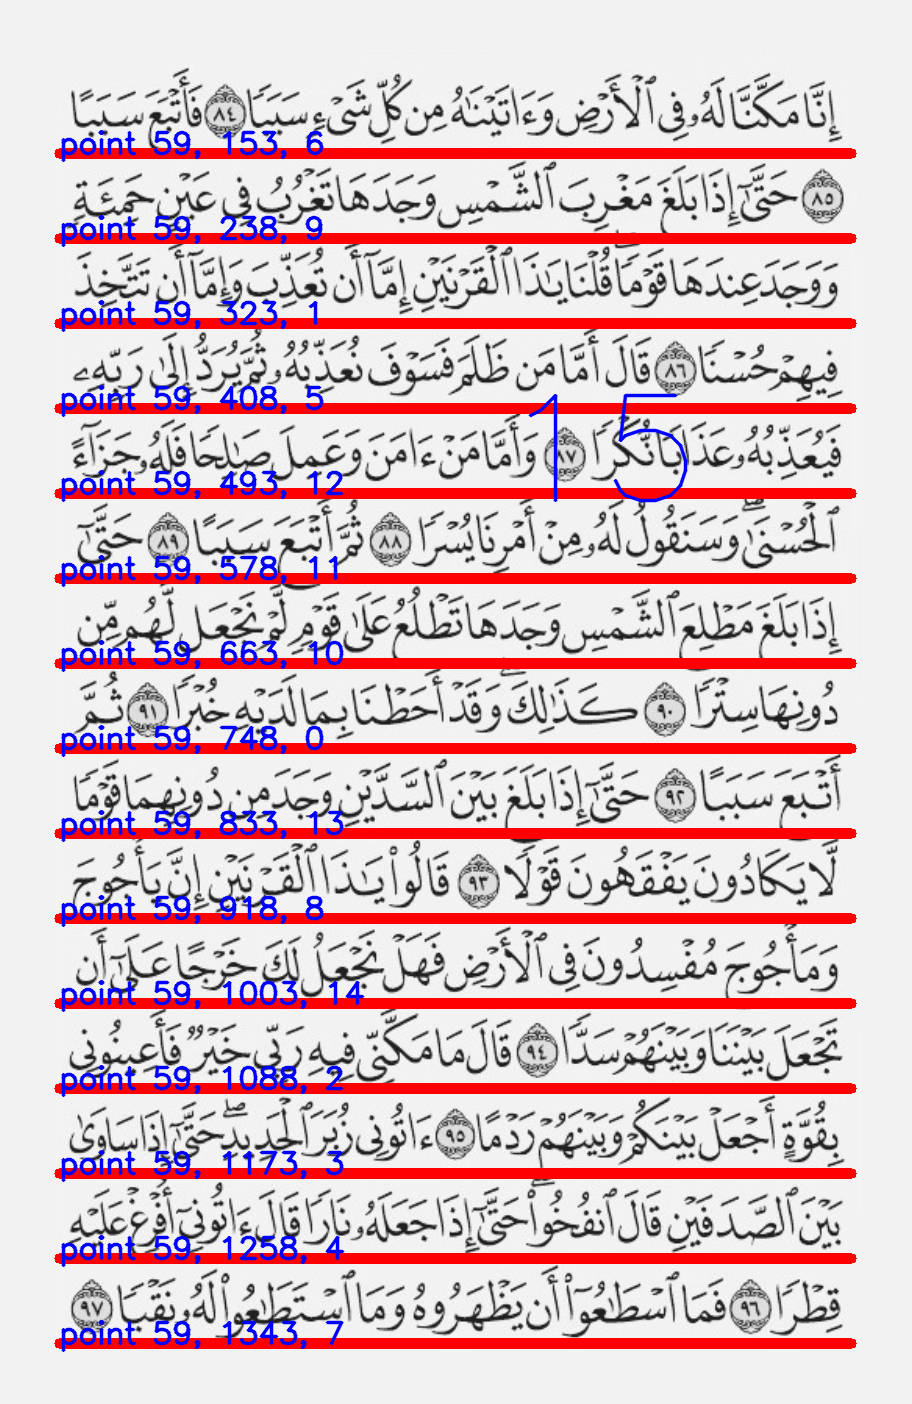 إِنَّا مَكَّنَّا لَهُۥ فِى ٱلْأَرْضِ وَءَاتَيْنَٰهُ مِن كُلِّ شَىْءٍ سَبَبًا ٨٤ فَأَتْبَعَ سَبَبًا
point 59, 153, 6
٨٥ حَتَّىٰٓ إِذَا بَلَغَ مَغْرِبَ ٱلشَّمْسِ وَجَدَهَا تَغْرُبُ فِى عَيْنٍ حَمِئَةٍ
point 59, 238, 9
وَوَجَدَ عِندَهَا قَوْمًا ۗ قُلْنَا يَٰذَا ٱلْقَرْنَيْنِ إِمَّآ أَن تُعَذِّبَ وَإِمَّآ أَن تَتَّخِذَ
point 59, 323, 1
فِيهِمْ حُسْنًا ٨٦ قَالَ أَمَّا مَن ظَلَمَ فَسَوْفَ نُعَذِّبُهُۥ ثُمَّ يُرَدُّ إِلَىٰ رَبِّهِۦ
point 59, 408, 5
15
فَيُعَذِّبُهُۥ عَذَابًا نُّكْرًا ٨٧ وَأَمَّا مَنْ ءَامَنَ وَعَمِلَ صَٰلِحًا فَلَهُۥ جَزَآءً
point 59, 493, 12
ٱلْحُسْنَىٰ ۖ وَسَنَقُولُ لَهُۥ مِنْ أَمْرِنَا يُسْرًا ٨٨ ثُمَّ أَتْبَعَ سَبَبًا ٨٩ حَتَّىٰٓ
point 59, 578, 11
إِذَا بَلَغَ مَطْلِعَ ٱلشَّمْسِ وَجَدَهَا تَطْلُعُ عَلَىٰ قَوْمٍ لَّمْ نَجْعَل لَّهُم مِّن
point 59, 663, 10
دُونِهَا سِتْرًا ٩٠ كَذَٰلِكَ ۖ وَقَدْ أَحَطْنَا بِمَا لَدَيْهِ خُبْرًا ٩١ ثُمَّ
point 59, 748, 0
أَتْبَعَ سَبَبًا ٩٢ حَتَّىٰٓ إِذَا بَلَغَ بَيْنَ ٱلسَّدَّيْنِ وَجَدَ مِن دُونِهِمَا قَوْمًا
point 59, 833, 13
لَّا يَكَادُونَ يَفْقَهُونَ قَوْلًا ٩٣ قَالُوا۟ يَٰذَا ٱلْقَرْنَيْنِ إِنَّ يَأْجُوجَ
point 59, 918, 8
وَمَأْجُوجَ مُفْسِدُونَ فِى ٱلْأَرْضِ فَهَلْ نَجْعَلُ لَكَ خَرْجًا عَلَىٰٓ أَن
point 59, 1003, 14
تَجْعَلَ بَيْنَنَا وَبَيْنَهُمْ سَدًّا ٩٤ قَالَ مَا مَكَّنِّى فِيهِ رَبِّى خَيْرٌ فَأَعِينُونِى
point 59, 1088, 2
بِقُوَّةٍ أَجْعَلْ بَيْنَكُمْ وَبَيْنَهُمْ رَدْمًا ٩٥ ءَاتُونِى زُبَرَ ٱلْحَدِيدِ ۖ حَتَّىٰٓ إِذَا سَاوَىٰ
point 59, 1173, 3
بَيْنَ ٱلصَّدَفَيْنِ قَالَ ٱنفُخُوا۟ ۖ حَتَّىٰٓ إِذَا جَعَلَهُۥ نَارًا قَالَ ءَاتُونِىٓ أُفْرِغْ عَلَيْهِ
point 59, 1258, 4
قِطْرًا ٩٦ فَمَا ٱسْطَٰعُوٓا۟ أَن يَظْهَرُوهُ وَمَا ٱسْتَطَٰعُوا۟ لَهُۥ نَقْبًا ٩٧
point 59, 1343, 7